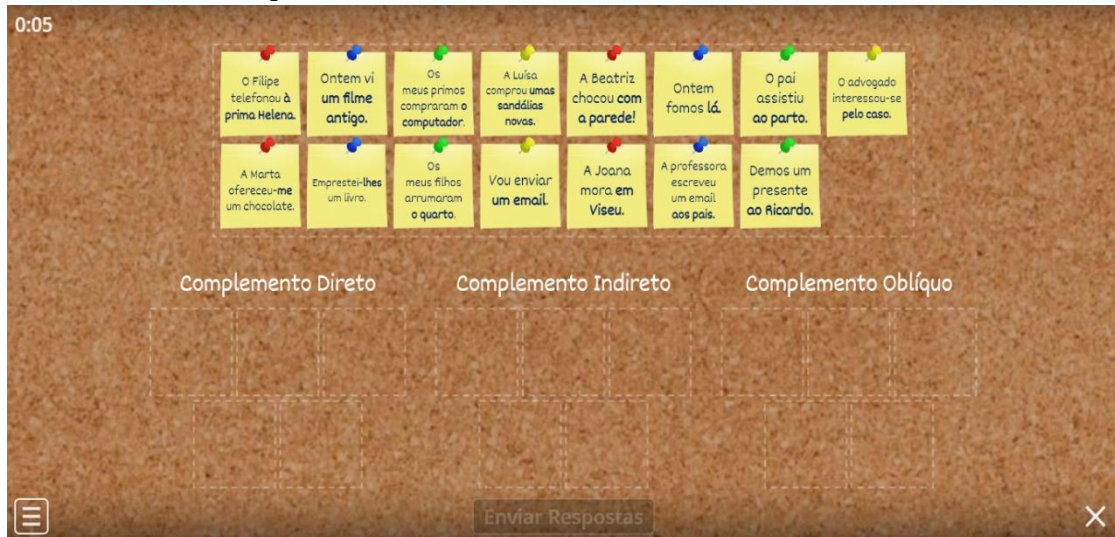 0:05
O Filipe
telefonou à
prima Helena.
Ontem vi
um filme
antigo.
Os
meus primos
compraram o
computador.
A Luísa
comprou umas
sandálias
novas.
A Beatriz
chocou com
a parede!
Ontem
fomos lá.
O pai
assistiu
ao parto.
O advogado
interessou-se
pelo caso.
A Marta
ofereceu-me
um chocolate.
Emprestei-lhes
um livro.
Os
meus filhos
arrumaram
o quarto.
Vou enviar
um email.
A Joana
mora em
Viseu.
A professora
escreveu
um email
aos pais.
Demos um
presente
ao Ricardo.
Complemento Direto
Complemento Indireto
Complemento Oblíquo
Enviar Respostas